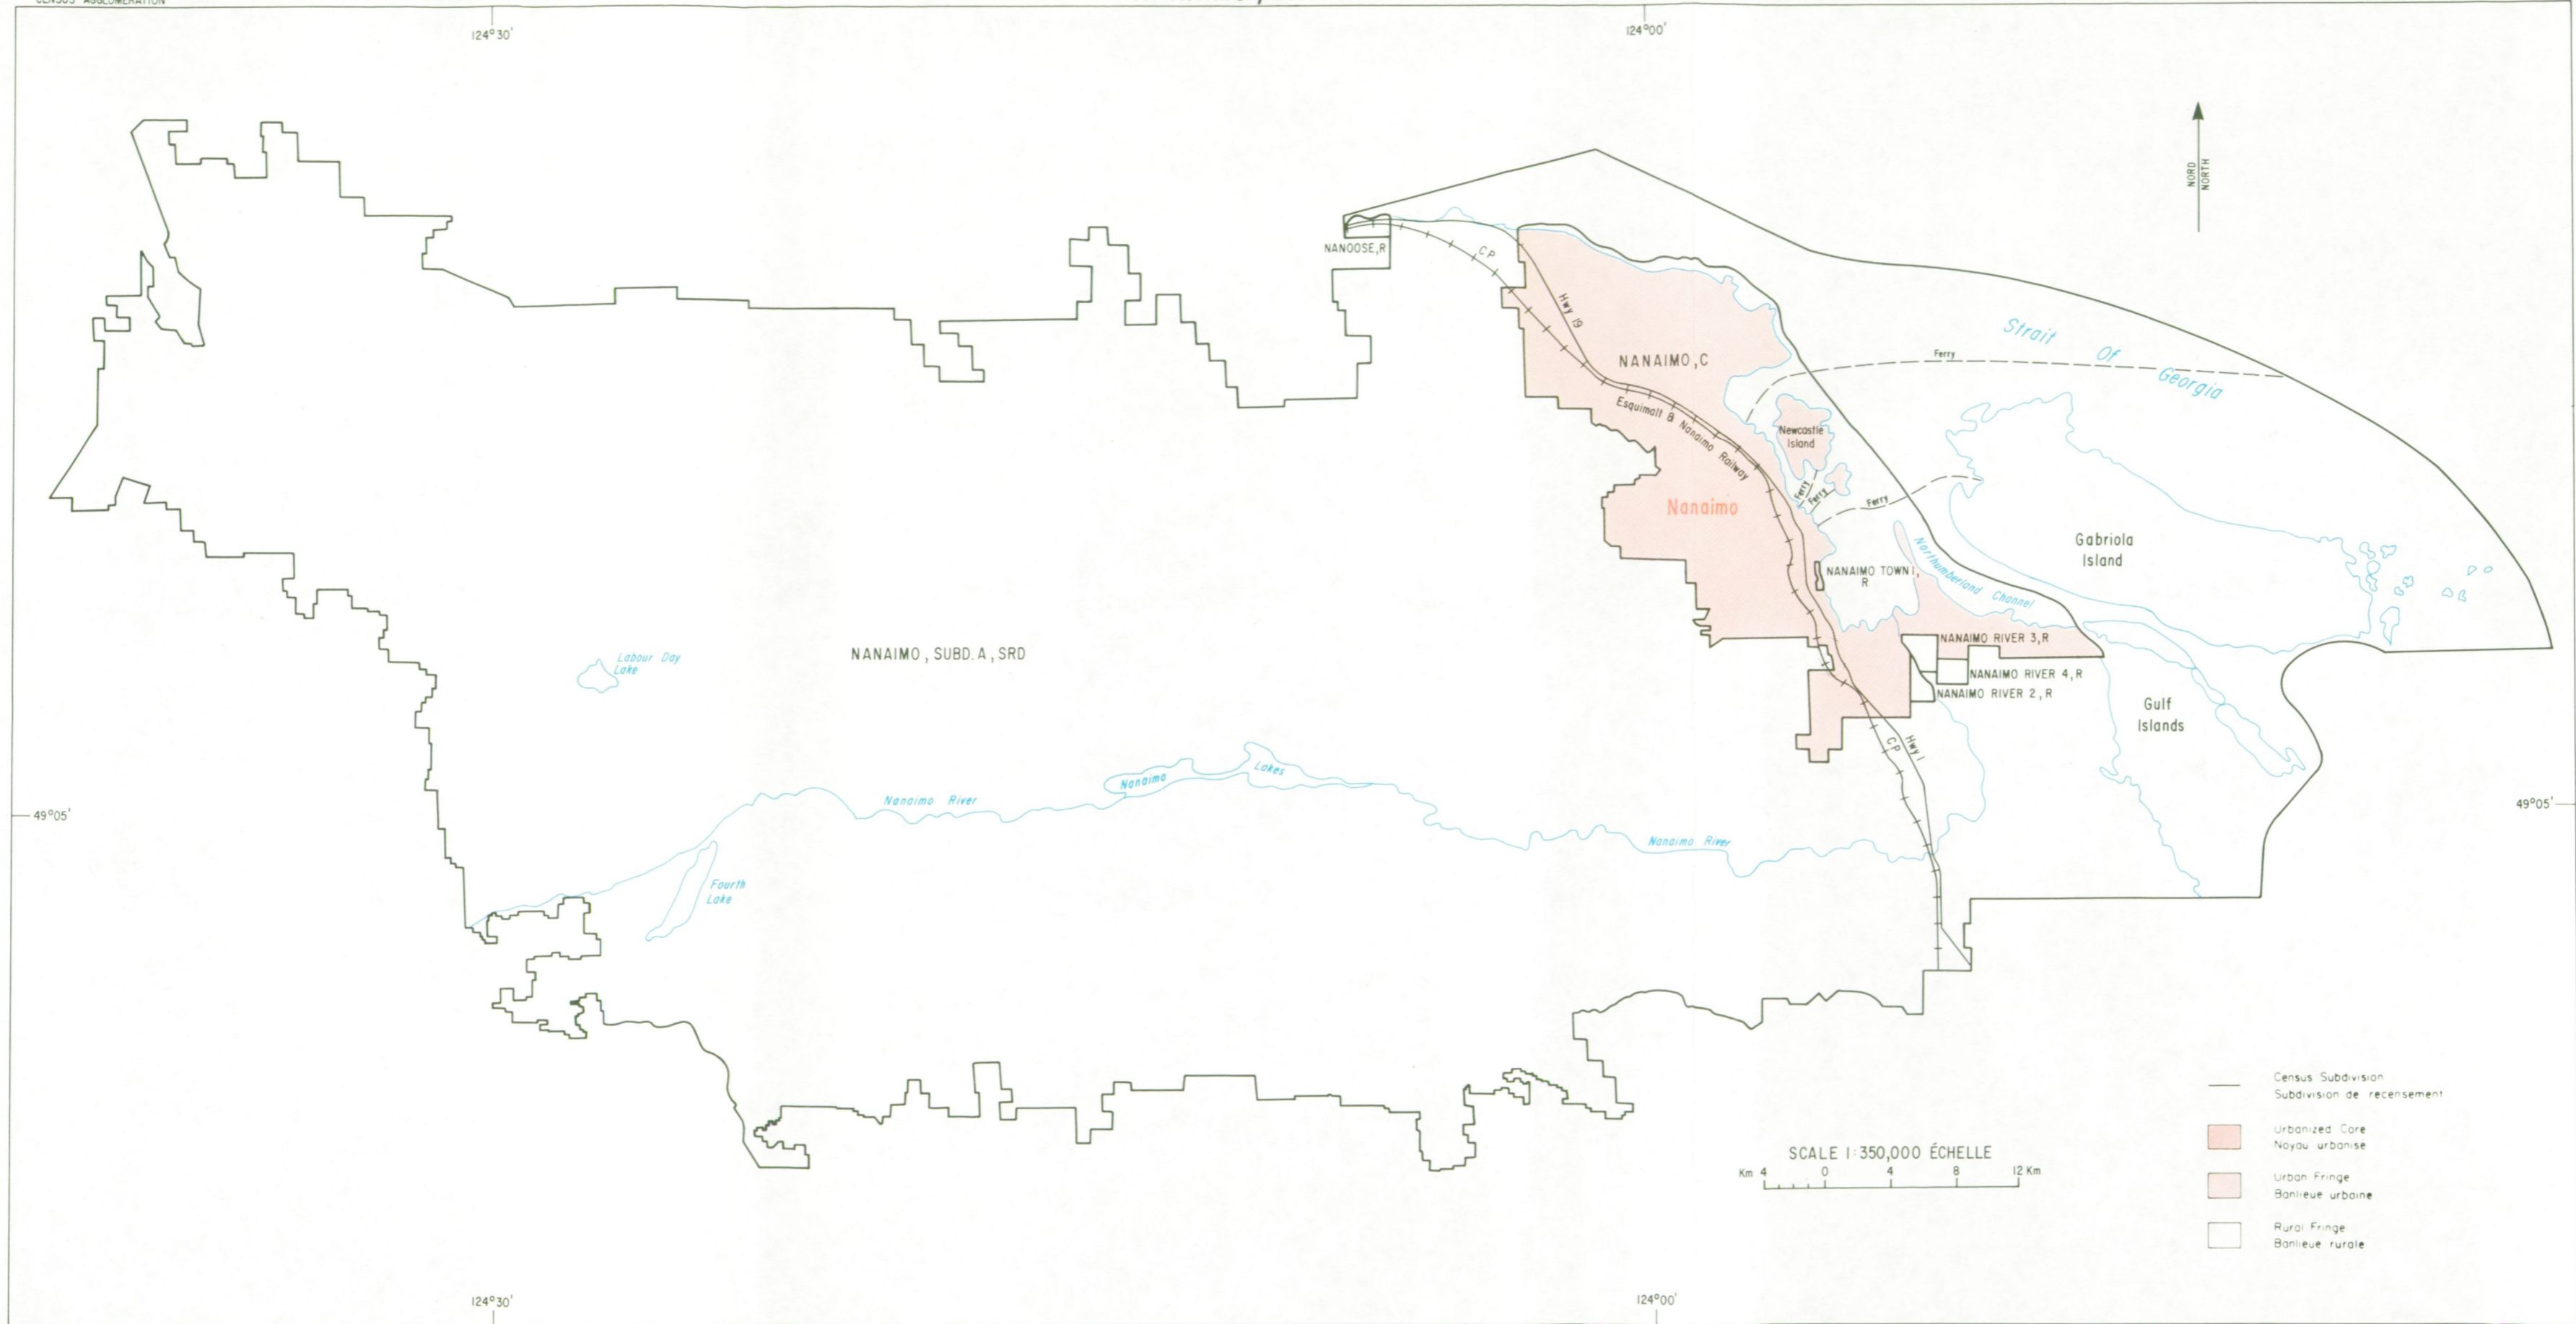 CENSUS AGGLOMERATION
124°30'
124°00'
NORD
NORTH
NANOOSE,R
CP
Hwy 19
NANAIMO,C
Strait Of Georgia
Ferry
Esquimalt & Nanaimo Railway
Newcastle
Island
Ferry
Ferry
Ferry
Nanaimo
Gabriola
Island
Northumberland Channel
NANAIMO TOWN 1,
R
NANAIMO RIVER 3,R
NANAIMO RIVER 4,R
NANAIMO RIVER 2,R
NANAIMO, SUBD. A, SRD
Labour Day
Lake
Gulf
Islands
Hwy 1
CP
Nanaimo Lakes
Nanaimo River
49°05'
49°05'
Nanaimo River
Fourth
Lake
Census Subdivision
Subdivision de recensement
Urbanized Core
Noyau urbanise
Urban Fringe
Banlieue urbaine
Rural Fringe
Banlieue rurale
SCALE 1:350,000 ÉCHELLE
Km 4 0 4 8 12 Km
124°30'
124°00'